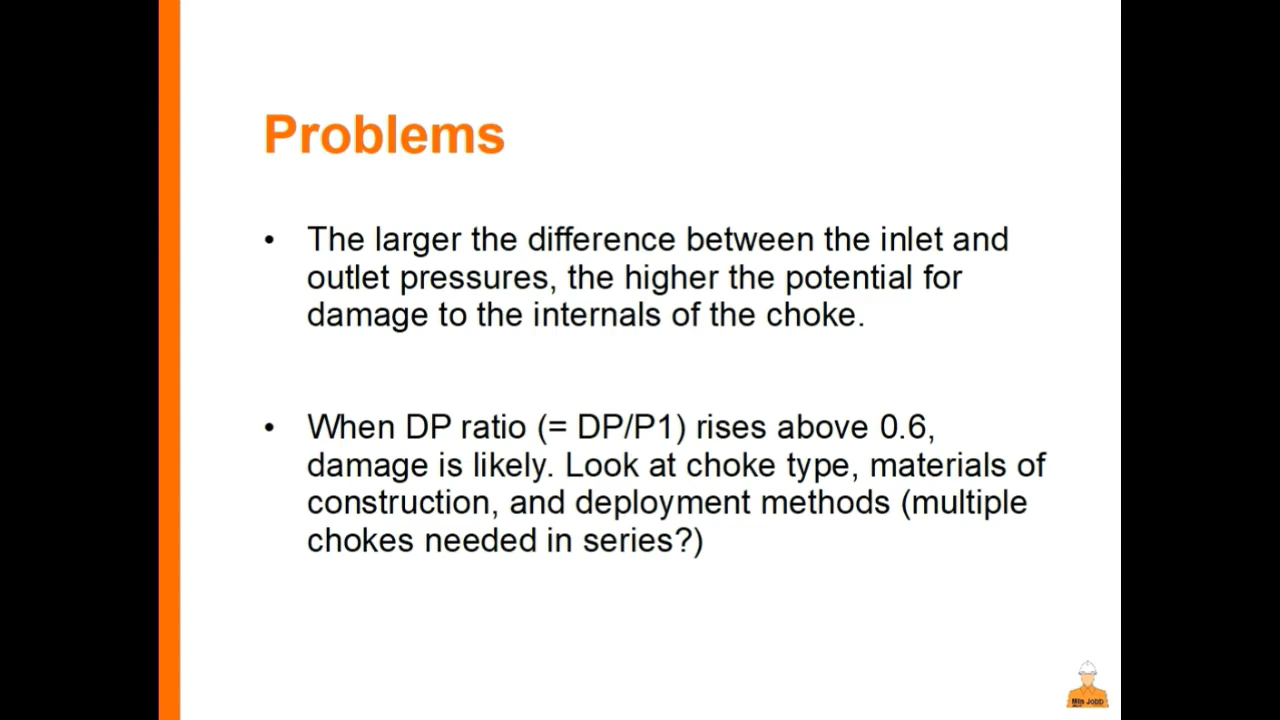 Problems
• The larger the difference between the inlet and
outlet pressures, the higher the potential for
damage to the internals of the choke.
• When DP ratio (= DP/P1) rises above 0.6,
damage is likely. Look at choke type, materials of
construction, and deployment methods (multiple
chokes needed in series?)